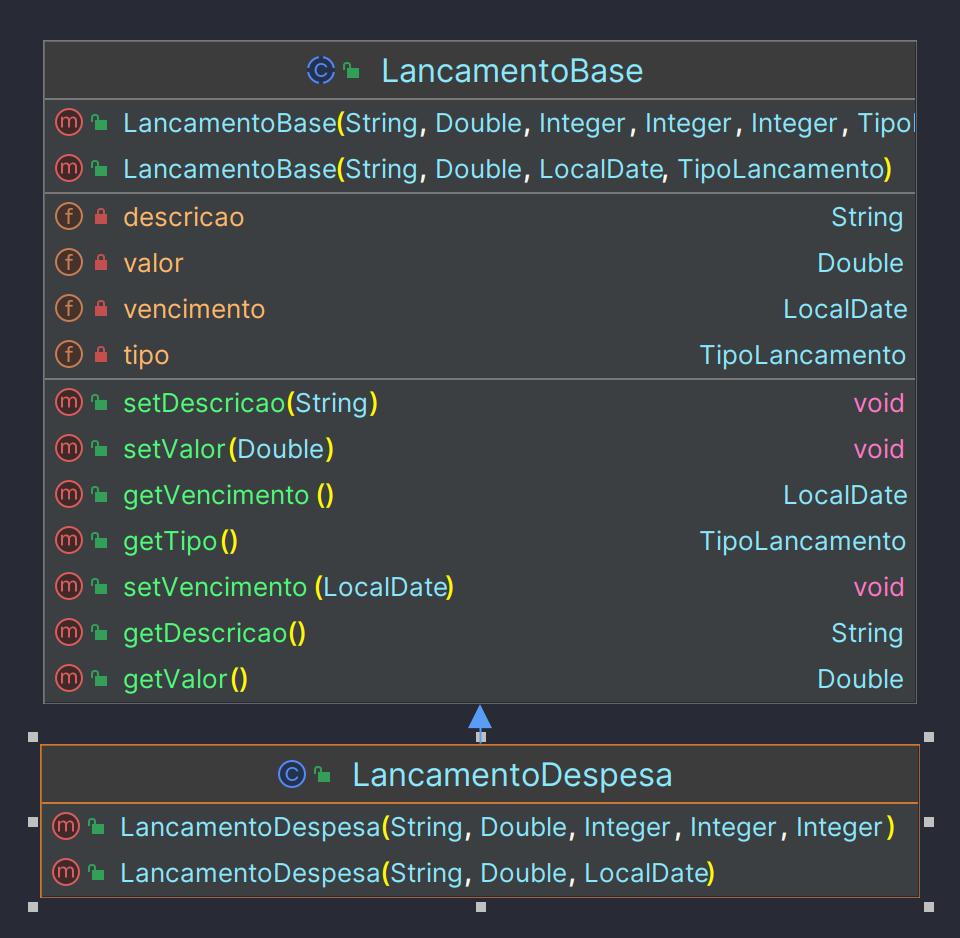 LancamentoBase
LancamentoBase(String, Double, Integer, Integer, Integer, Tipo
LancamentoBase(String, Double, LocalDate, TipoLancamento)
descricao String
valor Double
vencimento LocalDate
tipo TipoLancamento
setDescricao(String) void
setValor(Double) void
getVencimento() LocalDate
getTipo() TipoLancamento
setVencimento(LocalDate) void
getDescricao() String
getValor() Double
LancamentoDespesa
LancamentoDespesa(String, Double, Integer, Integer, Integer)
LancamentoDespesa(String, Double, LocalDate)